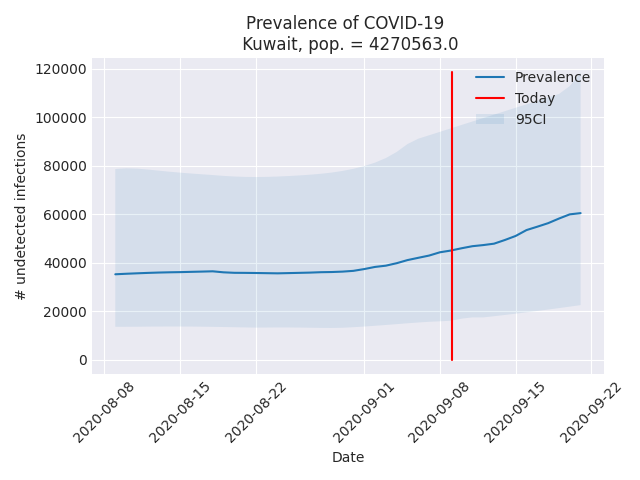 Prevalence of COVID-19
Kuwait, pop. = 4270563.0
120000
100000
80000
60000
40000
20000
0
# undetected infections
Prevalence
Today
95CI
2020-08-08
2020-08-15
2020-08-22
2020-09-01
2020-09-08
2020-09-15
2020-09-22
Date